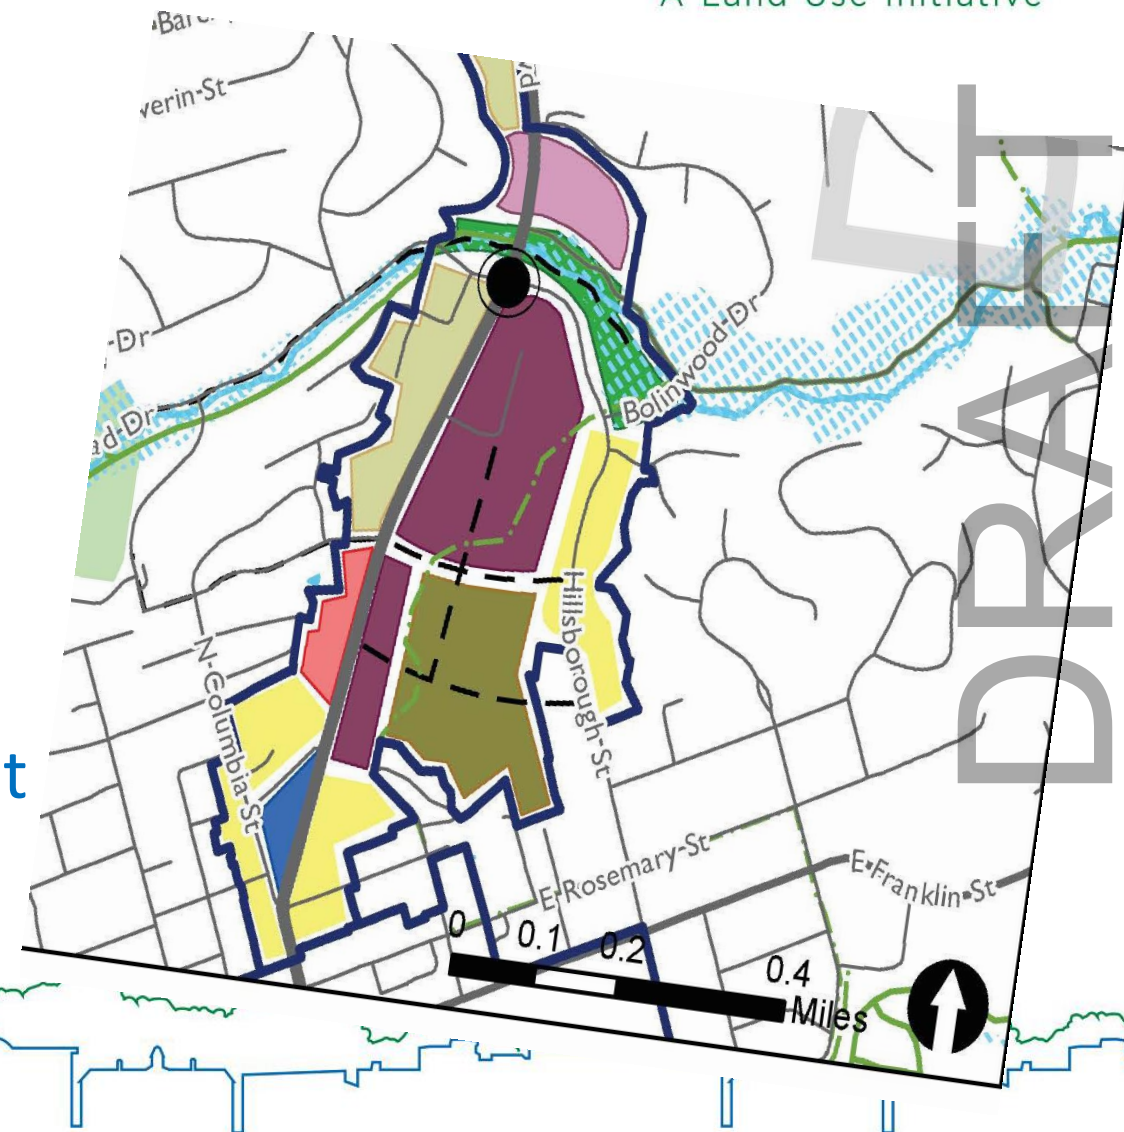 A Land Use Initiative
verin-St
-Dr
ad-Dr
Bolinwood-Dr
Hillsborough-St
N-Columbia-St
t
E-Rosemary-St
E-Franklin-St
0 0.1 0.2 0.4
Miles
DRAFT